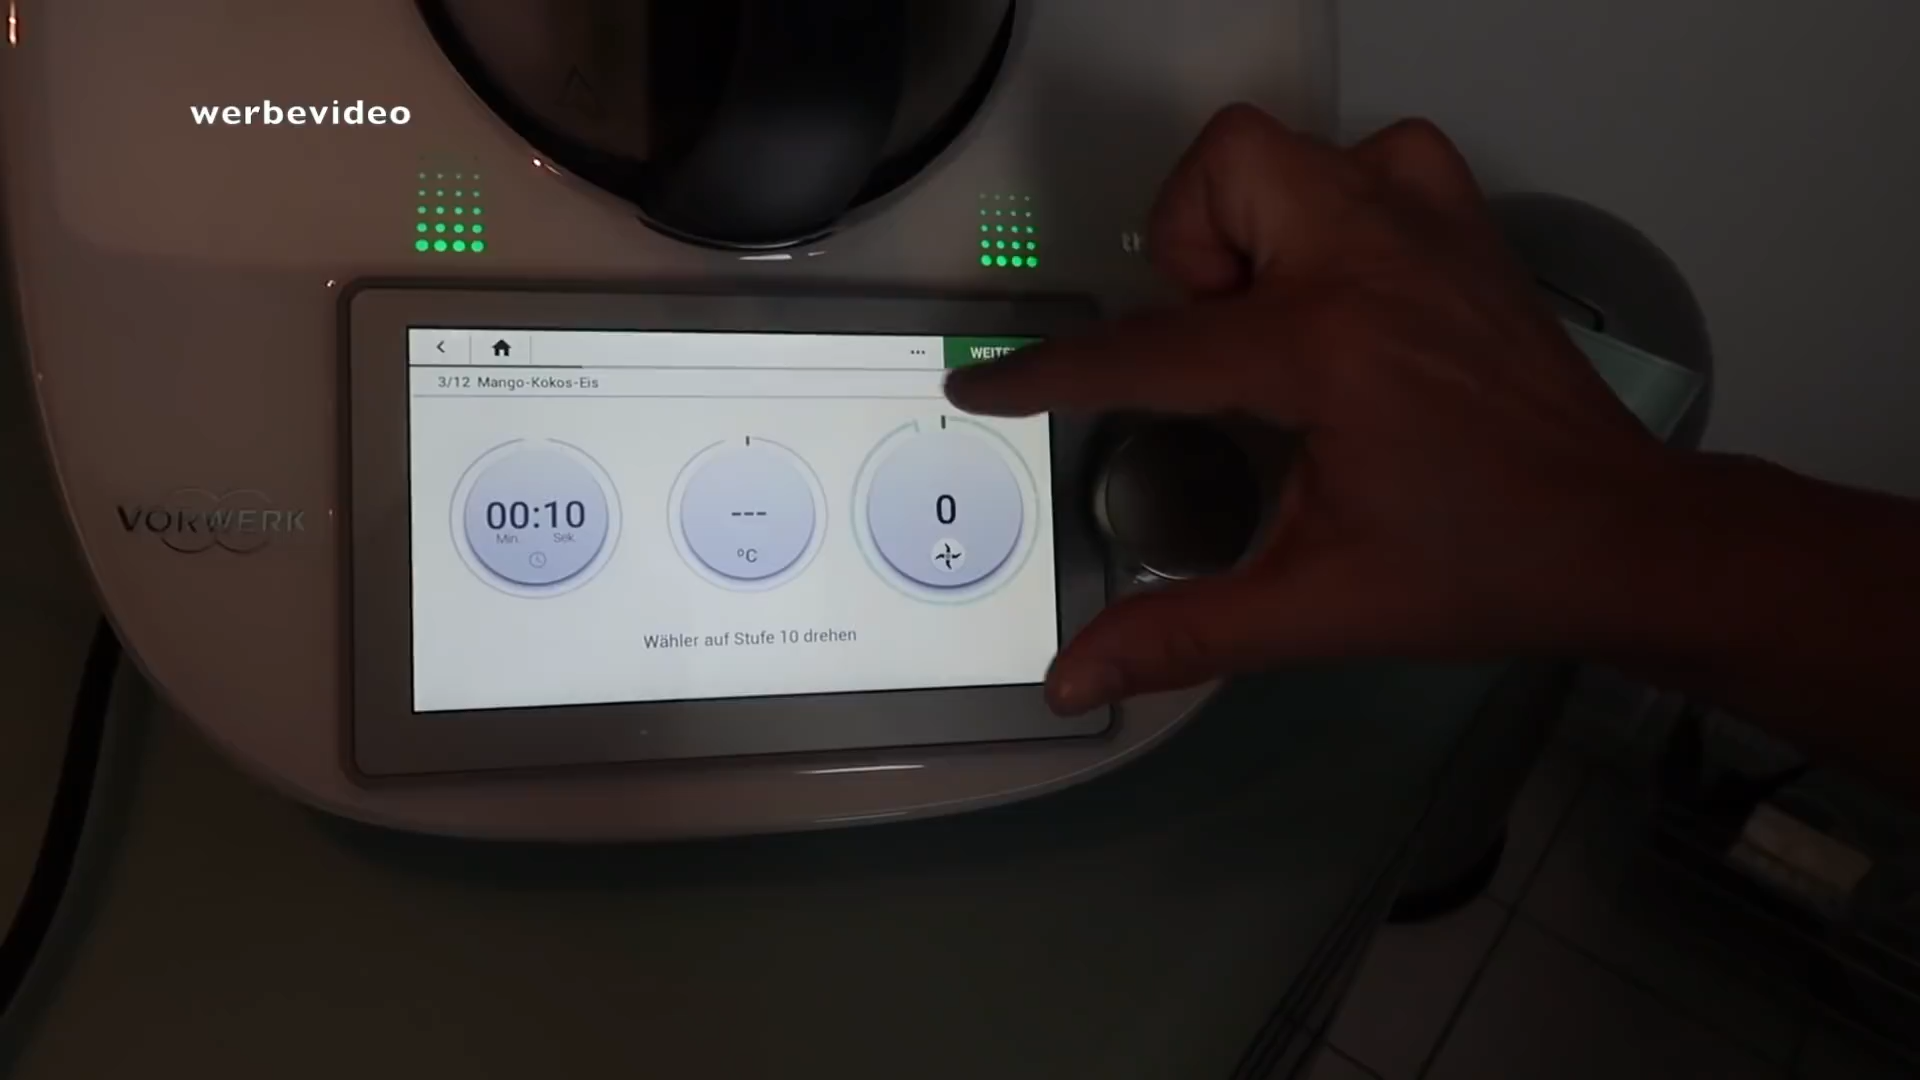 werbevideo
VORWERK
3/12 Mango-Kokos-Eis
00:10
Min. Sek.
---
°C
0
Wähler auf Stufe 10 drehen